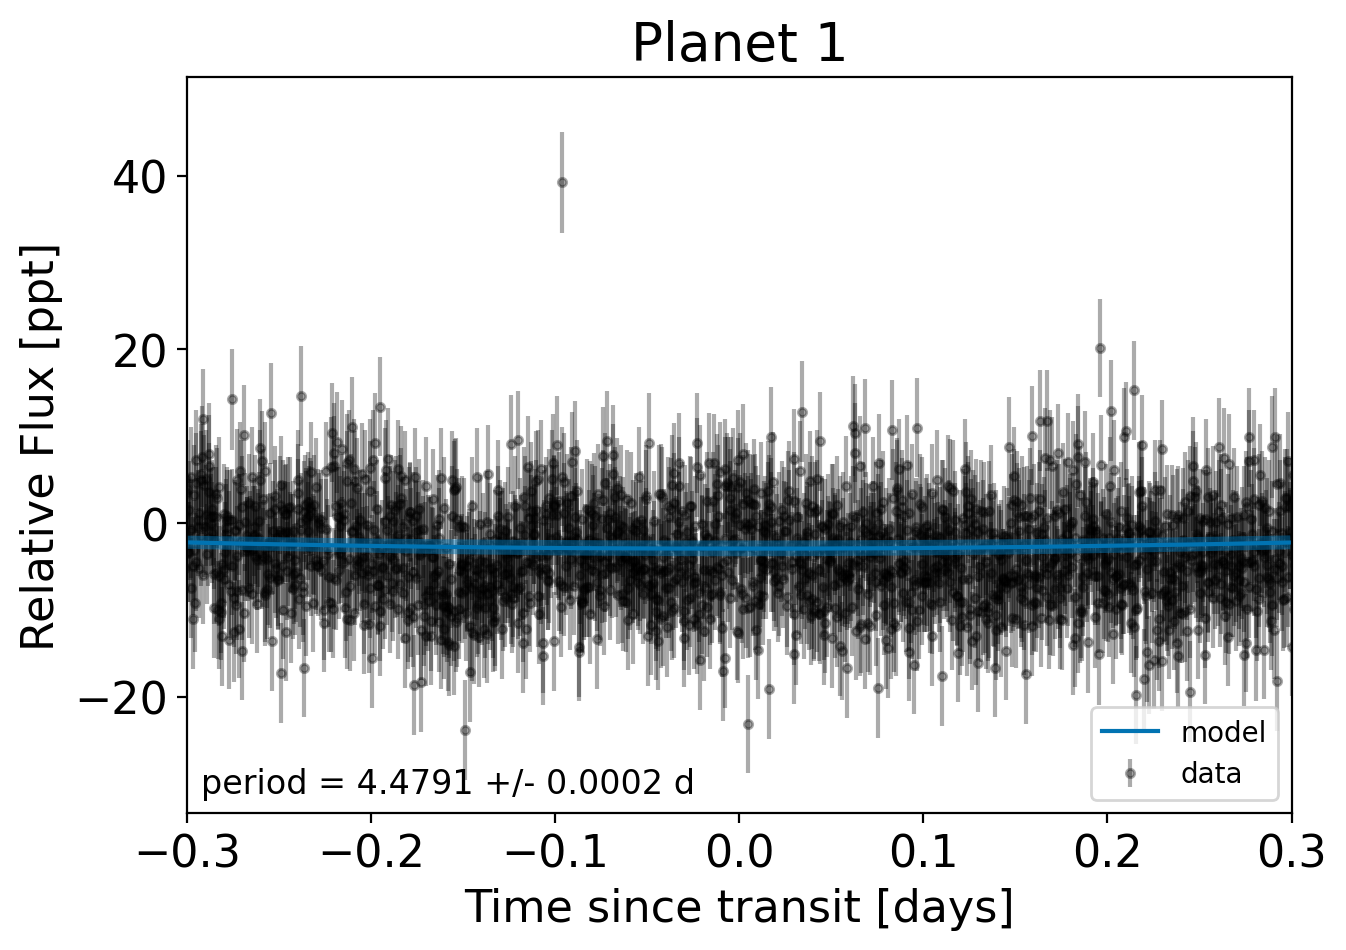 Planet 1
Relative Flux [ppt]
40
20
0
−20
period = 4.4791 +/- 0.0002 d
model
data
−0.3 −0.2 −0.1 0.0 0.1 0.2 0.3
Time since transit [days]